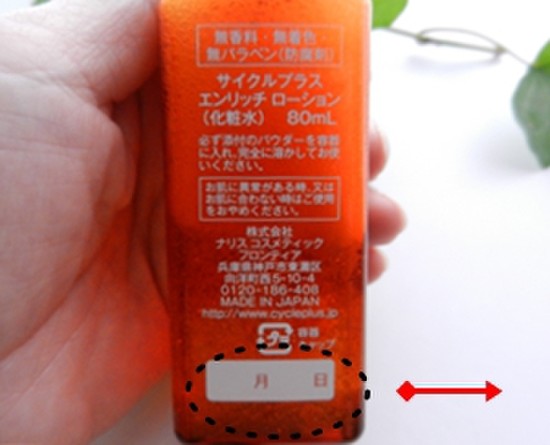 無香料・無着色・
無パラベン(防腐剤)
サイクルプラス
エンリッチ ローション
(化粧水) 80mL
必ず添付のパウダーを容器
に入れ、完全に溶かしてお使
いください。
お肌に異常がある時、又は
お肌に合わない時はご使用
をおやめください。
株式会社
ナリス コスメティック
フロンティア
兵庫県神戸市東灘区
向洋町西5-10-4
0120-186-408
MADE IN JAPAN
http://www.cycleplus.jp
容器
キャップ
月 日